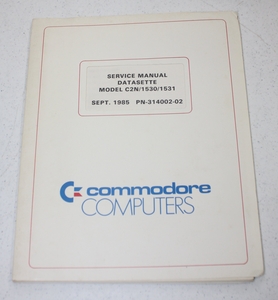 SERVICE MANUAL
DATASETTE
MODEL C2N/1530/1531
SEPT. 1985 PN-314002-02
commodore
COMPUTERS